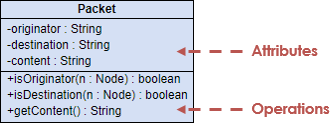 Packet
-originator : String
-destination : String
-content : String
Attributes
+isOriginator(n : Node) : boolean
+isDestination(n : Node) : boolean
+getContent() : String
Operations